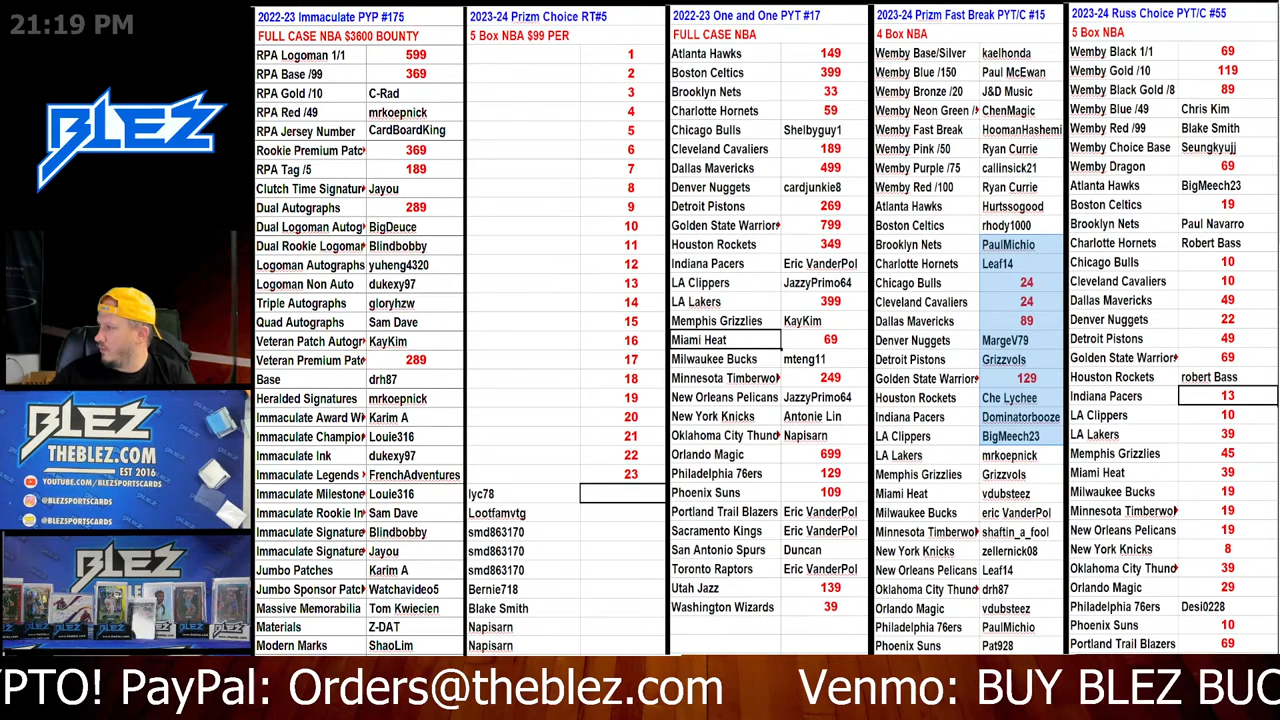 21:19 PM
BLEZ
BLEZ
THEBLEZ.COM
EST 2016
YOUTUBE.COM/BLEZSPORTSCARDS
@BLEZSPORTSCARDS
@BLEZSPORTSCARDS
BLEZ
2022-23 Immaculate PYP #175
FULL CASE NBA $3600 BOUNTY
RPA Logoman 1/1 599
RPA Base /99 369
RPA Gold /10 C-Rad
RPA Red /49 mrkoepnick
RPA Jersey Number CardBoardKing
Rookie Premium Patc 369
RPA Tag /5 189
Clutch Time Signatur Jayou
Dual Autographs 289
Dual Logoman Autog BigDeuce
Dual Rookie Logoma Blindbobby
Logoman Autographs yuheng4320
Logoman Non Auto dukexy97
Triple Autographs gloryhzw
Quad Autographs Sam Dave
Veteran Patch Autogr KayKim
Veteran Premium Pat 289
Base drh87
Heralded Signatures mrkoepnick
Immaculate Award W Karim A
Immaculate Champio Louie316
Immaculate Ink dukexy97
Immaculate Legends FrenchAdventures
Immaculate Milestone Louie316
Immaculate Rookie In Sam Dave
Immaculate Signature Blindbobby
Immaculate Signature Jayou
Jumbo Patches Karim A
Jumbo Sponsor Patc Watchavideo5
Massive Memorabilia Tom Kwiecien
Materials Z-DAT
Modern Marks ShaoLim
2023-24 Prizm Choice RT#5
5 Box NBA $99 PER
1
2
3
4
5
6
7
8
9
10
11
12
13
14
15
16
17
18
19
20
21
22
23
lyc78
Lootfamvtg
smd863170
smd863170
smd863170
Bernie718
Blake Smith
Napisarn
Napisarn
2022-23 One and One PYT #17
FULL CASE NBA
Atlanta Hawks 149
Boston Celtics 399
Brooklyn Nets 33
Charlotte Hornets 59
Chicago Bulls Shelbyguy1
Cleveland Cavaliers 189
Dallas Mavericks 499
Denver Nuggets cardjunkie8
Detroit Pistons 269
Golden State Warrior 799
Houston Rockets 349
Indiana Pacers Eric VanderPol
LA Clippers JazzyPrimo64
LA Lakers 399
Memphis Grizzlies KayKim
Miami Heat 69
Milwaukee Bucks mteng11
Minnesota Timberwo 249
New Orleans Pelicans JazzyPrimo64
New York Knicks Antonie Lin
Oklahoma City Thund Napisarn
Orlando Magic 699
Philadelphia 76ers 129
Phoenix Suns 109
Portland Trail Blazers Eric VanderPol
Sacramento Kings Eric VanderPol
San Antonio Spurs Duncan
Toronto Raptors Eric VanderPol
Utah Jazz 139
Washington Wizards 39
2023-24 Prizm Fast Break PYT/C #15
4 Box NBA
Wemby Base/Silver kaelhonda
Wemby Blue /150 Paul McEwan
Wemby Bronze /20 J&D Music
Wemby Neon Green / ChenMagic
Wemby Fast Break HoomanHashemi
Wemby Pink /50 Ryan Currie
Wemby Purple /75 callinsick21
Wemby Red /100 Ryan Currie
Atlanta Hawks Hurtssogood
Boston Celtics rhody1000
Brooklyn Nets PaulMichio
Charlotte Hornets Leaf14
Chicago Bulls 24
Cleveland Cavaliers 24
Dallas Mavericks 89
Denver Nuggets MargeV79
Detroit Pistons Grizzvols
Golden State Warrior 129
Houston Rockets Che Lychee
Indiana Pacers Dominatorbooze
LA Clippers BigMeech23
LA Lakers mrkoepnick
Memphis Grizzlies Grizzvols
Miami Heat vdubsteez
Milwaukee Bucks eric VanderPol
Minnesota Timberwo shaftin_a_fool
New York Knicks zellernick08
New Orleans Pelicans Leaf14
Oklahoma City Thund drh87
Orlando Magic vdubsteez
Philadelphia 76ers PaulMichio
Phoenix Suns Pat928
2023-24 Russ Choice PYT/C #55
5 Box NBA
Wemby Black 1/1 69
Wemby Gold /10 119
Wemby Black Gold /8 89
Wemby Blue /49 Chris Kim
Wemby Red /99 Blake Smith
Wemby Choice Base Seungkyujj
Wemby Dragon 69
Atlanta Hawks BigMeech23
Boston Celtics 19
Brooklyn Nets Paul Navarro
Charlotte Hornets Robert Bass
Chicago Bulls 10
Cleveland Cavaliers 10
Dallas Mavericks 49
Denver Nuggets 22
Detroit Pistons 49
Golden State Warrior 69
Houston Rockets robert Bass
Indiana Pacers 13
LA Clippers 10
LA Lakers 39
Memphis Grizzlies 45
Miami Heat 39
Milwaukee Bucks 19
Minnesota Timberwo 19
New Orleans Pelicans 19
New York Knicks 8
Oklahoma City Thund 39
Orlando Magic 29
Philadelphia 76ers Desi0228
Phoenix Suns 10
Portland Trail Blazers 69
YPTO! PayPal: Orders@theblez.com Venmo: BUY BLEZ BUC